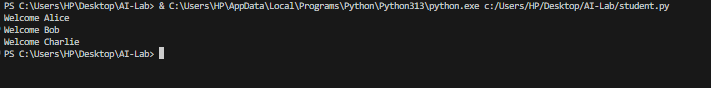 PS C:\Users\HP\Desktop\AI-Lab> & C:\Users\HP\AppData\Local\Programs\Python\Python313\python.exe c:/Users/HP/Desktop/AI-Lab/student.py
Welcome Alice
Welcome Bob
Welcome Charlie
PS C:\Users\HP\Desktop\AI-Lab>